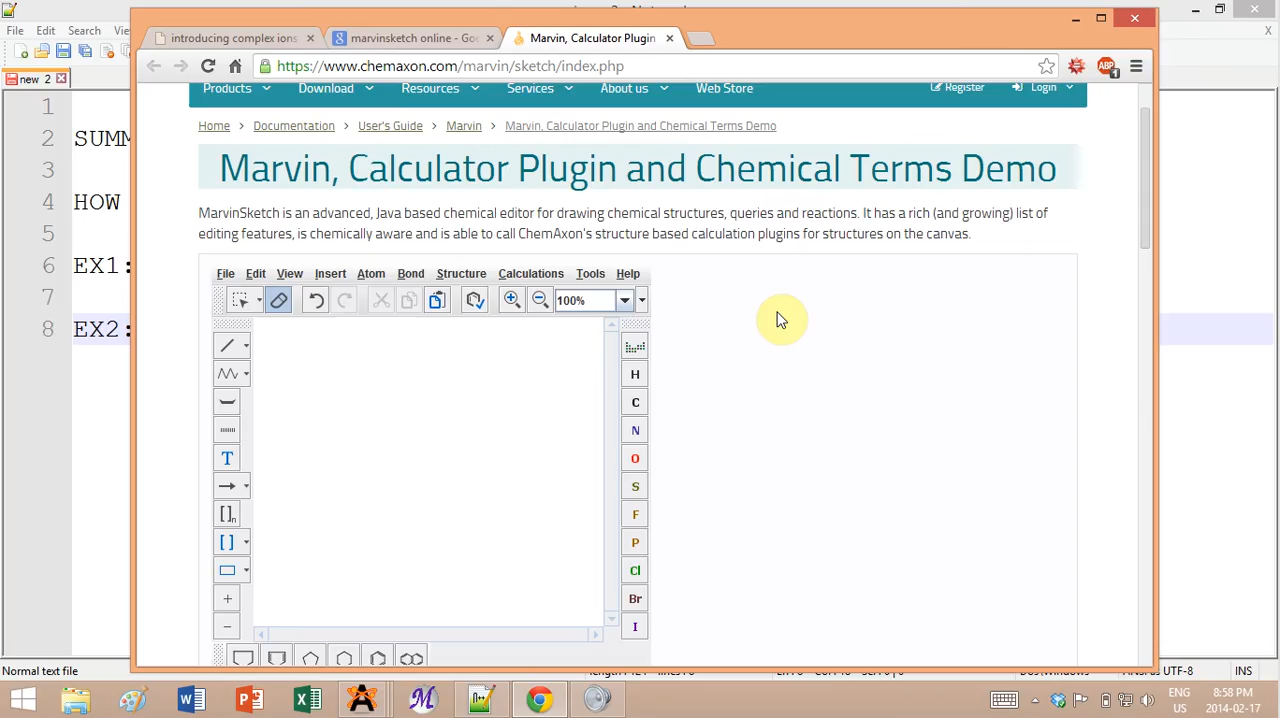 File Edit Search
new 2
introducing complex ions
marvinsketch online - Go
Marvin, Calculator Plugin
https://www.chemaxon.com/marvin/sketch/index.php
ABP
1
Products Download Resources Services About us Web Store Register Login
Home Documentation User's Guide Marvin Marvin, Calculator Plugin and Chemical Terms Demo
Marvin, Calculator Plugin and Chemical Terms Demo
MarvinSketch is an advanced, Java based chemical editor for drawing chemical structures, queries and reactions. It has a rich (and growing) list of
editing features, is chemically aware and is able to call ChemAxon's structure based calculation plugins for structures on the canvas.
File Edit View Insert Atom Bond Structure Calculations Tools Help
100%
T
[ ]n
[ ]
+
−
H
C
N
O
S
F
P
Cl
Br
I
1
2 SUMM
3
4 HOW
5
6 EX1:
7
8 EX2:
Normal text file
UTF-8 INS
ENG
US
8:58 PM
2014-02-17